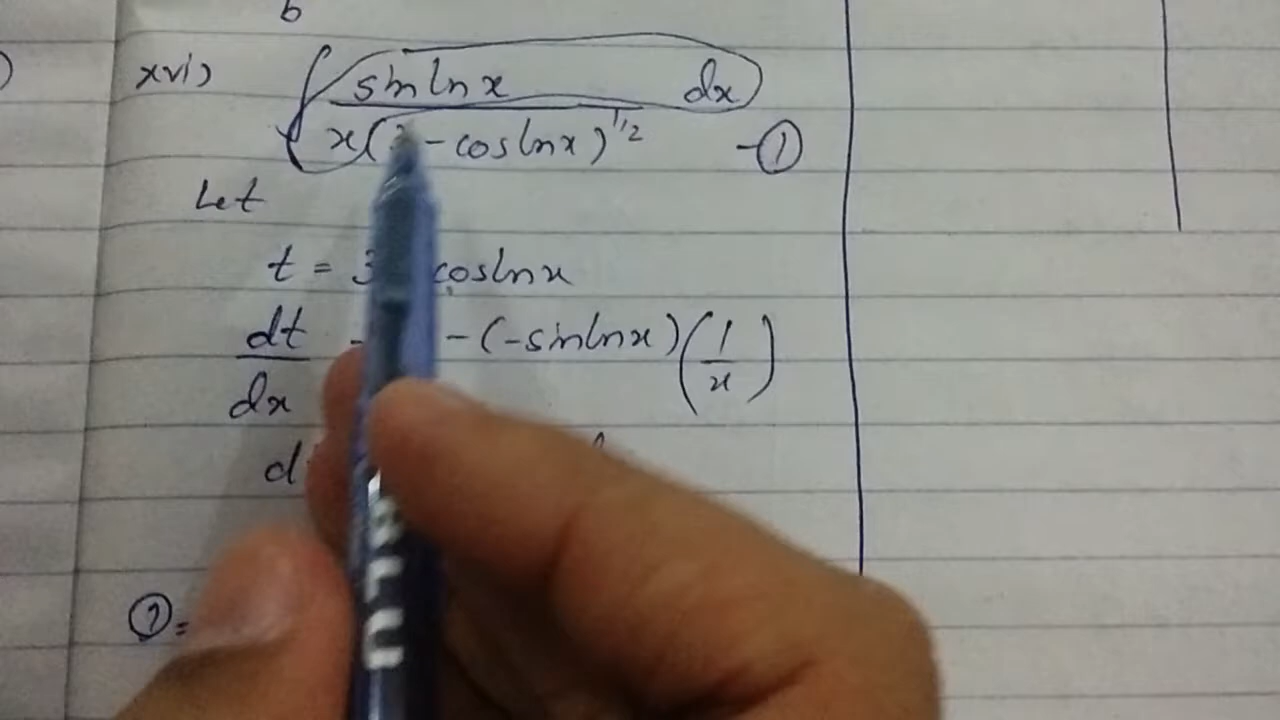 b
)
xvi) ∫ sin ln x dx
x( - cos ln x)^1/2 -①
Let
t = 3 cos ln x
dt - (-sin ln x) (1
dx x)
d
① =
BLU